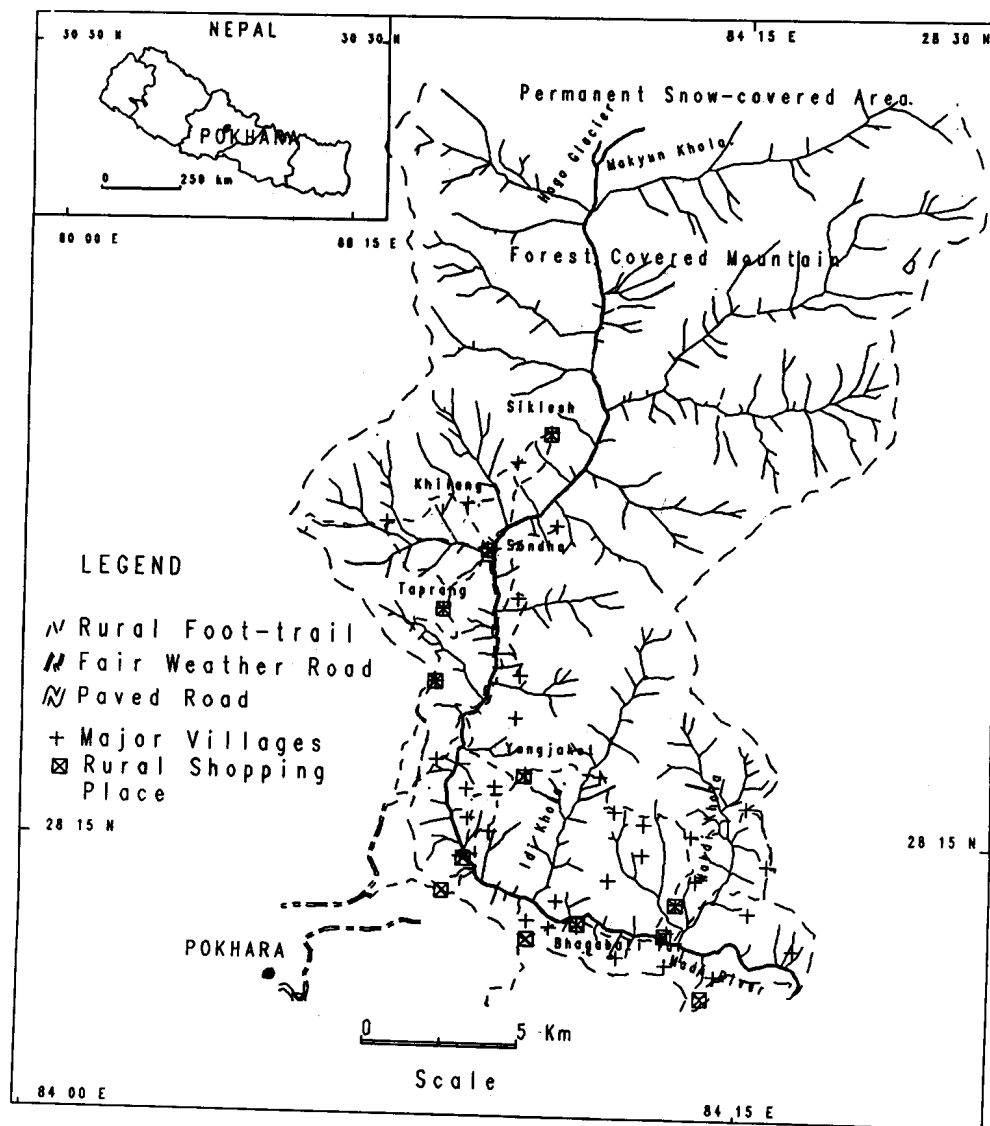 NEPAL
30 30 N
30 30 N
84 15 E
28 30 N
POKHARA
0 250 km
80 00 E
88 15 E
Permanent Snow-covered Area
Hogo Glacier
Makyun Khola
Forest Covered Mountain
Siklesh
Khilang
Sondha
Taprang
LEGEND
Rural Foot-trail
Fair Weather Road
Paved Road
+ Major Villages
Rural Shopping
Place
Yangjakot
Idi Khola
28 15 N
28 15 N
POKHARA
Madi River
0 5 Km
Scale
84 00 E
84 15 E